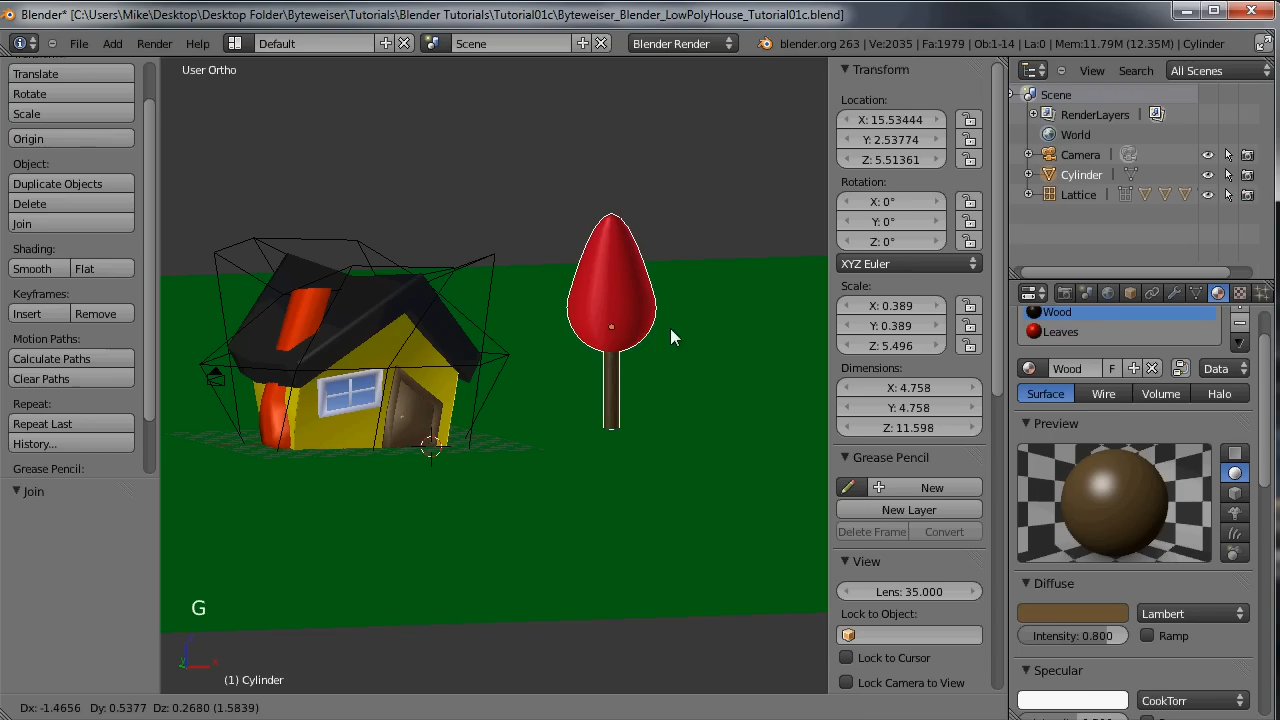 Blender* [C:\Users\Mike\Desktop\Desktop Folder\Byteweiser\Tutorials\Blender Tutorials\Tutorial01c\Byteweiser_Blender_LowPolyHouse_Tutorial01c.blend]
File Add Render Help Default Scene Blender Render blender.org 263 | Ve:2035 | Fa:1979 | Ob:1-14 | La:0 | Mem:11.79M (12.35M) | Cylinder
Translate
Rotate
Scale
Origin
Object:
Duplicate Objects
Delete
Join
Shading:
Smooth Flat
Keyframes:
Insert Remove
Motion Paths:
Calculate Paths
Clear Paths
Repeat:
Repeat Last
History...
Grease Pencil:
Join
User Ortho
G
(1) Cylinder
Dx: -1.4656 Dy: 0.5377 Dz: 0.2680 (1.5839)
Transform
Location:
X: 15.53444
Y: 2.53774
Z: 5.51361
Rotation:
X: 0°
Y: 0°
Z: 0°
XYZ Euler
Scale:
X: 0.389
Y: 0.389
Z: 5.496
Dimensions:
X: 4.758
Y: 4.758
Z: 11.598
Grease Pencil
New
New Layer
Delete Frame Convert
View
Lens: 35.000
Lock to Object:
Lock to Cursor
Lock Camera to View
View Search All Scenes
Scene
RenderLayers
World
Camera
Cylinder
Lattice
Wood
Leaves
Wood F Data
Surface Wire Volume Halo
Preview
Diffuse
Lambert
Intensity: 0.800 Ramp
Specular
CookTorr